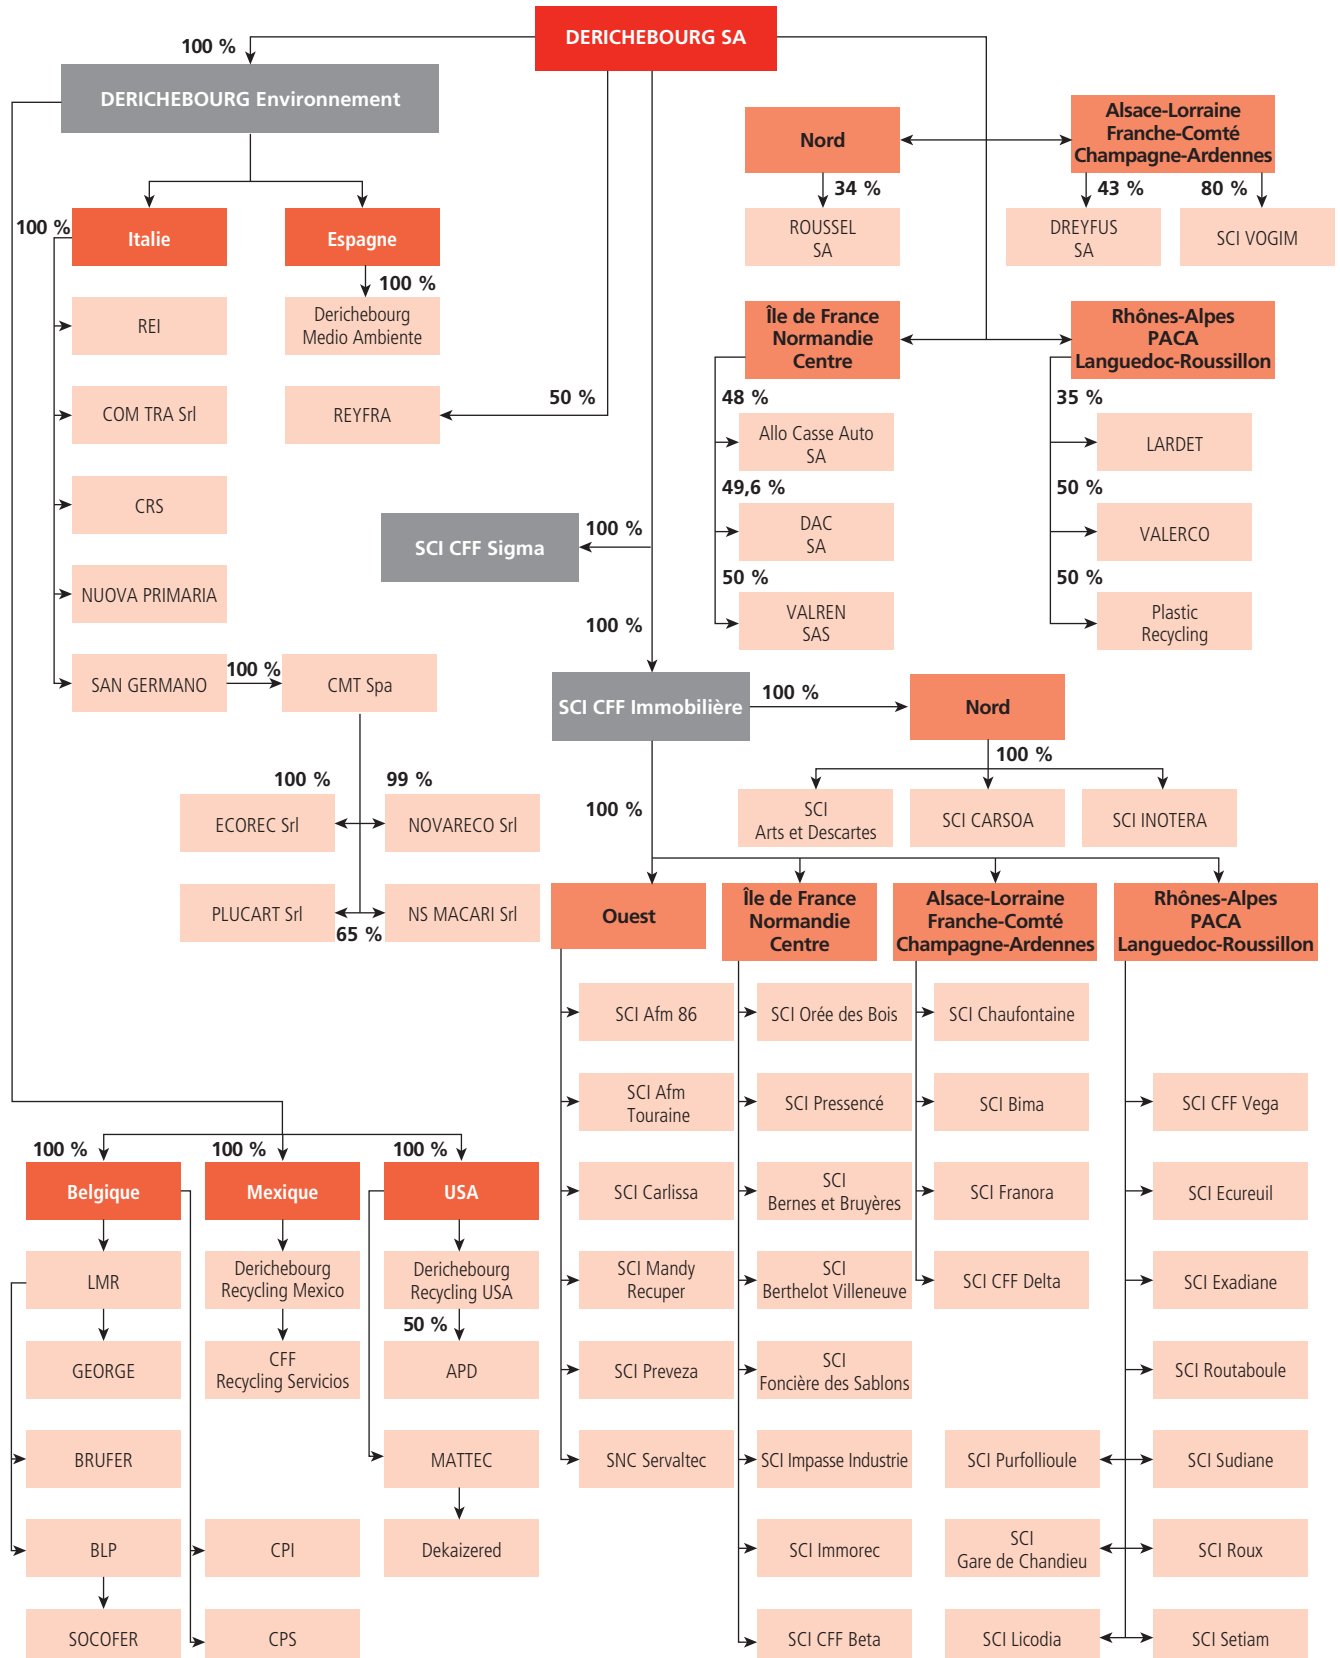 DERICHEBOURG SA
100 %
DERICHEBOURG Environnement
Nord
Alsace-Lorraine
Franche-Comté
Champagne-Ardennes
34 %
43 %
80 %
ROUSSEL
SA
DREYFUS
SA
SCI VOGIM
100 %
Italie
Espagne
100 %
REI
Derichebourg
Medio Ambiente
COM TRA Srl
REYFRA
50 %
CRS
NUOVA PRIMARIA
SAN GERMANO
100 %
CMT Spa
100 %
99 %
ECOREC Srl
NOVARECO Srl
PLUCART Srl
65 %
NS MACARI Srl
Île de France
Normandie
Centre
48 %
Allo Casse Auto
SA
49,6 %
DAC
SA
50 %
VALREN
SAS
Rhônes-Alpes
PACA
Languedoc-Roussillon
35 %
LARDET
50 %
VALERCO
50 %
Plastic
Recycling
100 %
SCI CFF Sigma
100 %
SCI CFF Immobilière
100 %
Nord
100 %
SCI
Arts et Descartes
SCI CARSOA
SCI INOTERA
100 %
Ouest
SCI Afm 86
SCI Afm
Touraine
SCI Carlissa
SCI Mandy
Recuper
SCI Preveza
SNC Servaltec
Île de France
Normandie
Centre
SCI Orée des Bois
SCI Pressencé
SCI
Bernes et Bruyères
SCI
Berthelot Villeneuve
SCI
Foncière des Sablons
SCI Impasse Industrie
SCI Immorec
SCI CFF Beta
Alsace-Lorraine
Franche-Comté
Champagne-Ardennes
SCI Chaufontaine
SCI Bima
SCI Franora
SCI CFF Delta
Rhônes-Alpes
PACA
Languedoc-Roussillon
SCI CFF Vega
SCI Ecureuil
SCI Exadiane
SCI Routaboule
SCI Purfollioule
SCI Sudiane
SCI
Gare de Chandieu
SCI Roux
SCI Licodia
SCI Setiam
100 %
Belgique
LMR
GEORGE
BRUFER
BLP
SOCOFER
CPI
CPS
100 %
Mexique
Derichebourg
Recycling Mexico
CFF
Recycling Servicios
100 %
USA
Derichebourg
Recycling USA
50 %
APD
MATTEC
Dekaizered